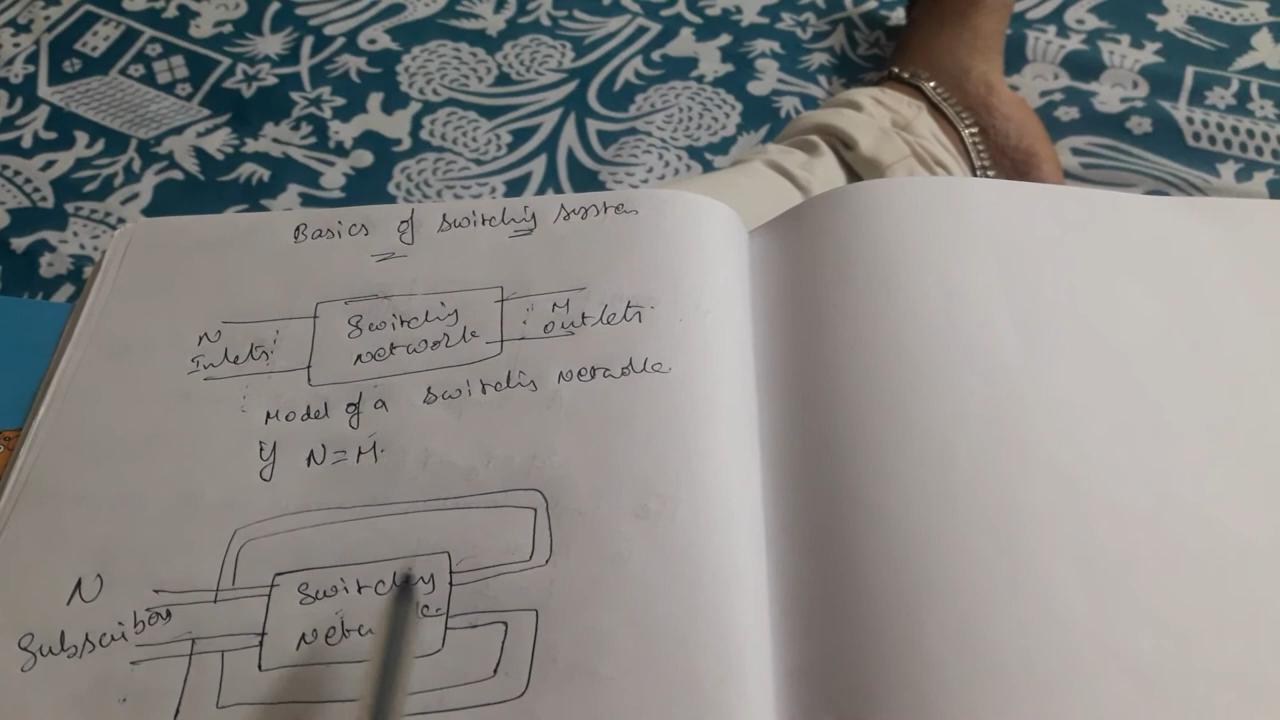 Basics of switching system
N
Inlets
Switching
network
M
outlets
Model of a switching network
If N=M.
N
Subscribers
Switching